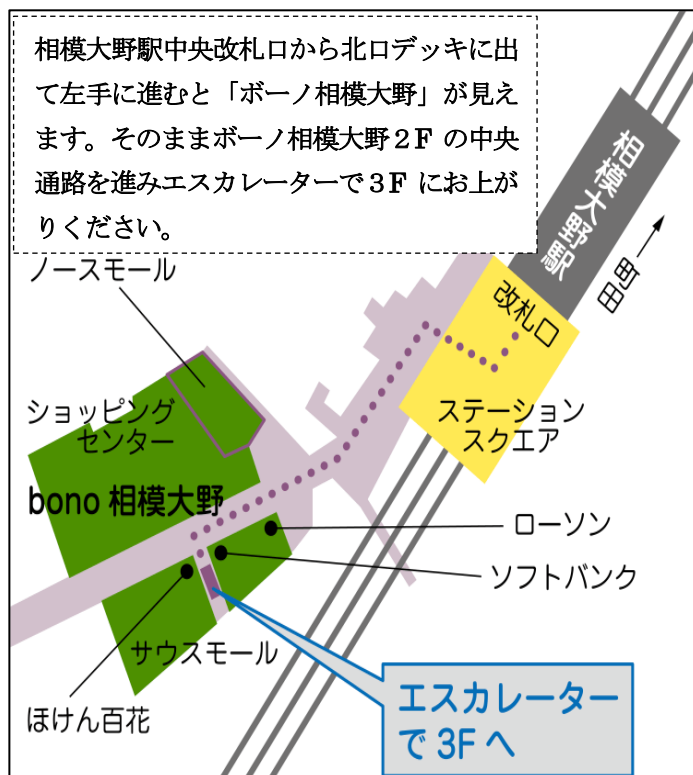 相模大野駅中央改札口から北口デッキに出
て左手に進むと「ボーノ相模大野」が見え
ます。そのままボーノ相模大野２F の中央
通路を進みエスカレーターで３F にお上が
りください。
相模大野駅
町田
改札口
ノースモール
ショッピング
センター
ステーション
スクエア
bono 相模大野
ローソン
ソフトバンク
サウスモール
ほけん百花
エスカレーター
で 3F へ